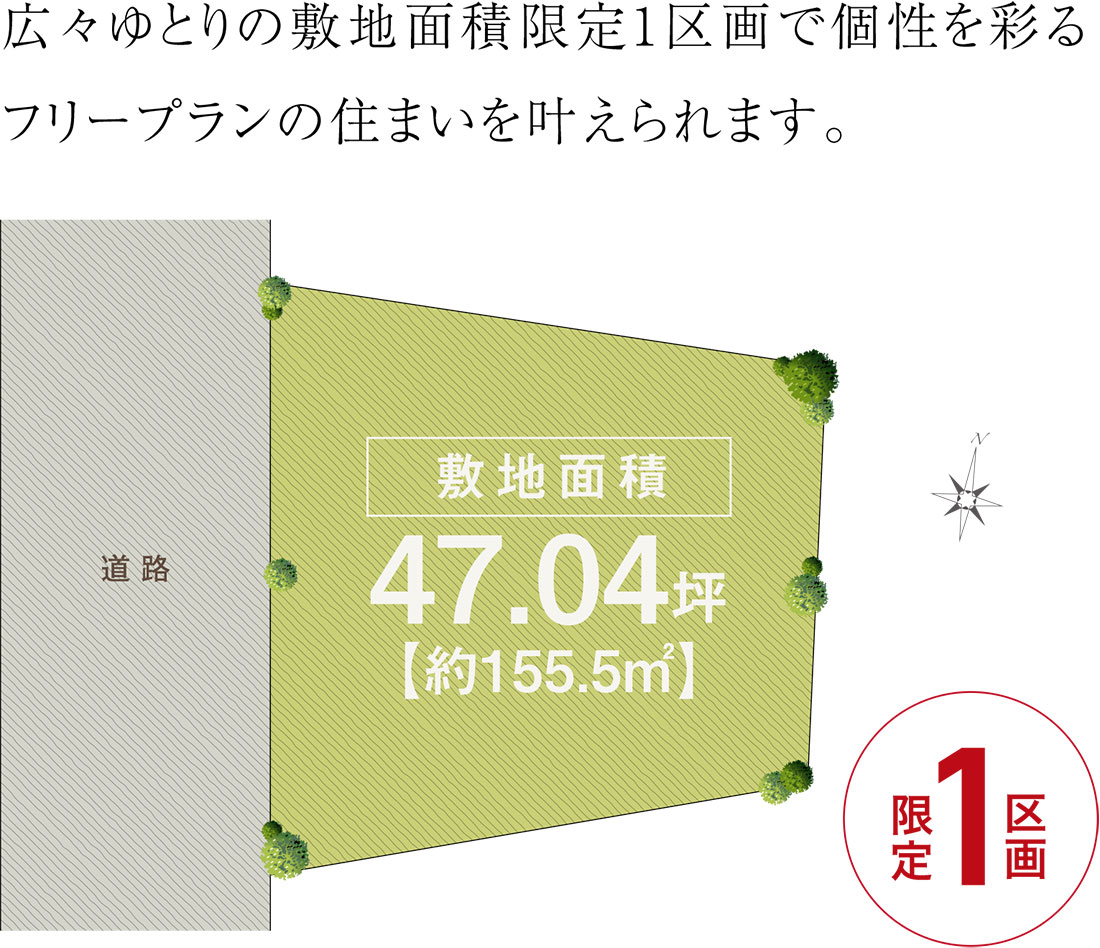 広々ゆとりの敷地面積限定1区画で個性を彩る
フリープランの住まいを叶えられます。
敷地面積
47.04坪
【約155.5㎡】
道路
N
限定1区画